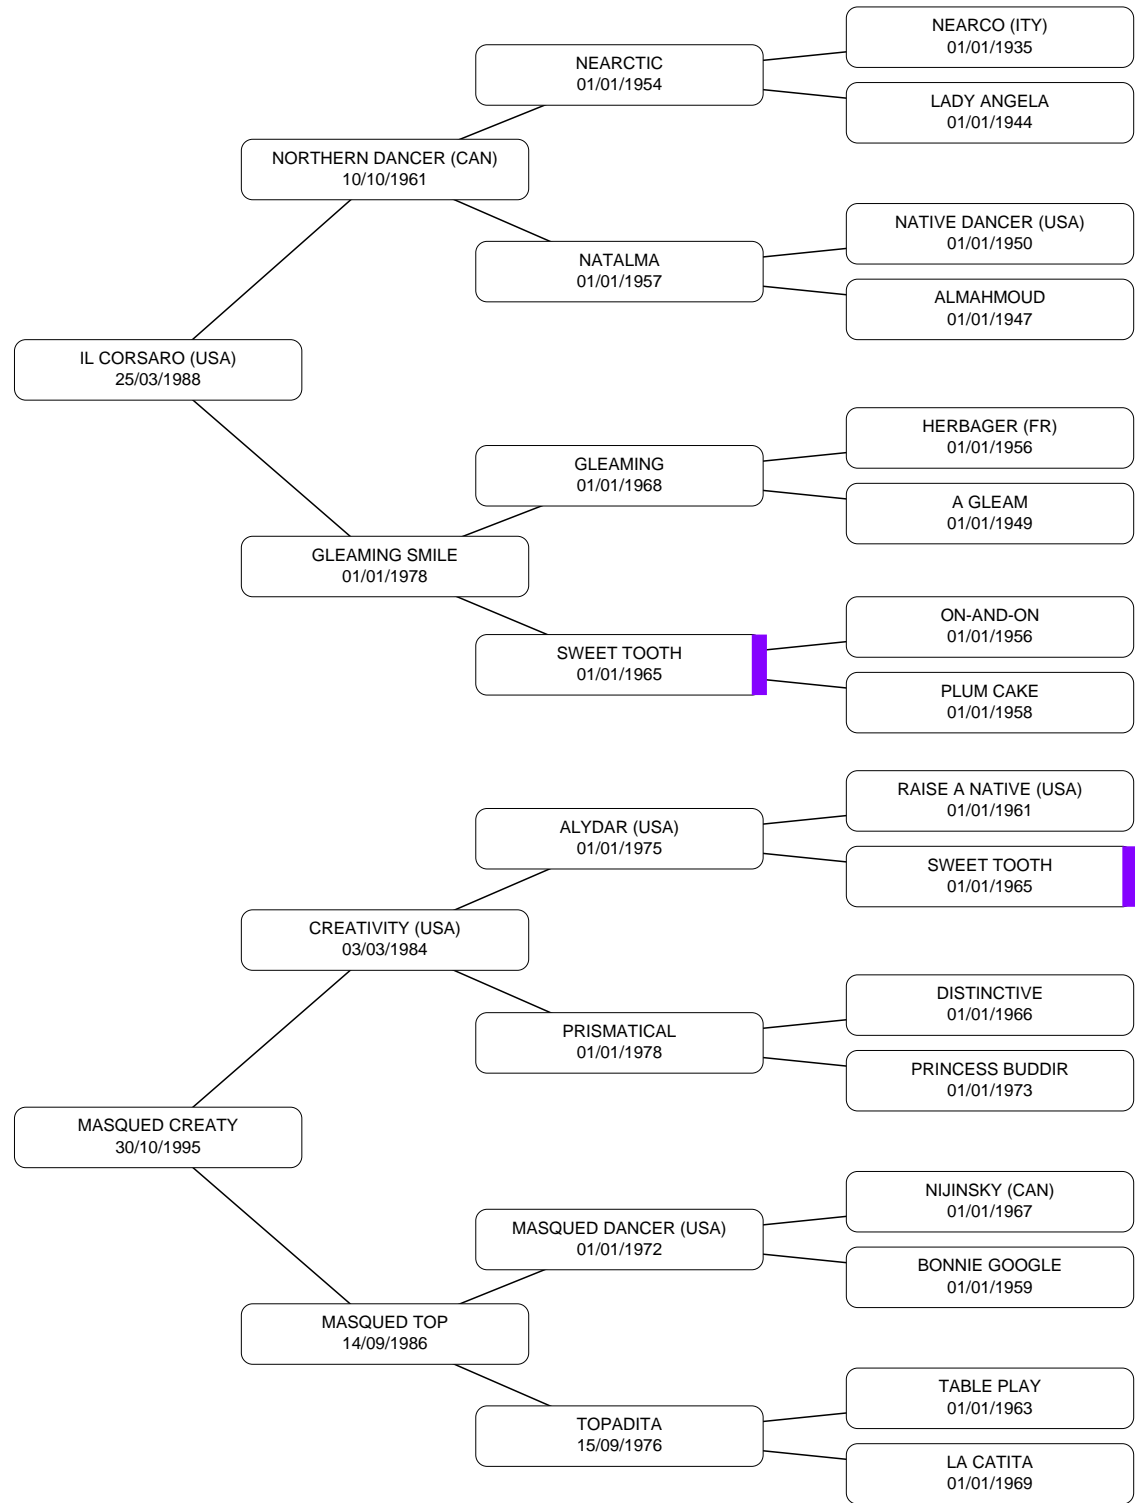 NEARCO (ITY)
01/01/1935
NEARCTIC
01/01/1954
LADY ANGELA
01/01/1944
NORTHERN DANCER (CAN)
10/10/1961
NATIVE DANCER (USA)
01/01/1950
NATALMA
01/01/1957
ALMAHMOUD
01/01/1947
IL CORSARO (USA)
25/03/1988
HERBAGER (FR)
01/01/1956
GLEAMING
01/01/1968
A GLEAM
01/01/1949
GLEAMING SMILE
01/01/1978
ON-AND-ON
01/01/1956
SWEET TOOTH
01/01/1965
PLUM CAKE
01/01/1958
RAISE A NATIVE (USA)
01/01/1961
ALYDAR (USA)
01/01/1975
SWEET TOOTH
01/01/1965
CREATIVITY (USA)
03/03/1984
DISTINCTIVE
01/01/1966
PRISMATICAL
01/01/1978
PRINCESS BUDDIR
01/01/1973
MASQUED CREATY
30/10/1995
NIJINSKY (CAN)
01/01/1967
MASQUED DANCER (USA)
01/01/1972
BONNIE GOOGLE
01/01/1959
MASQUED TOP
14/09/1986
TABLE PLAY
01/01/1963
TOPADITA
15/09/1976
LA CATITA
01/01/1969